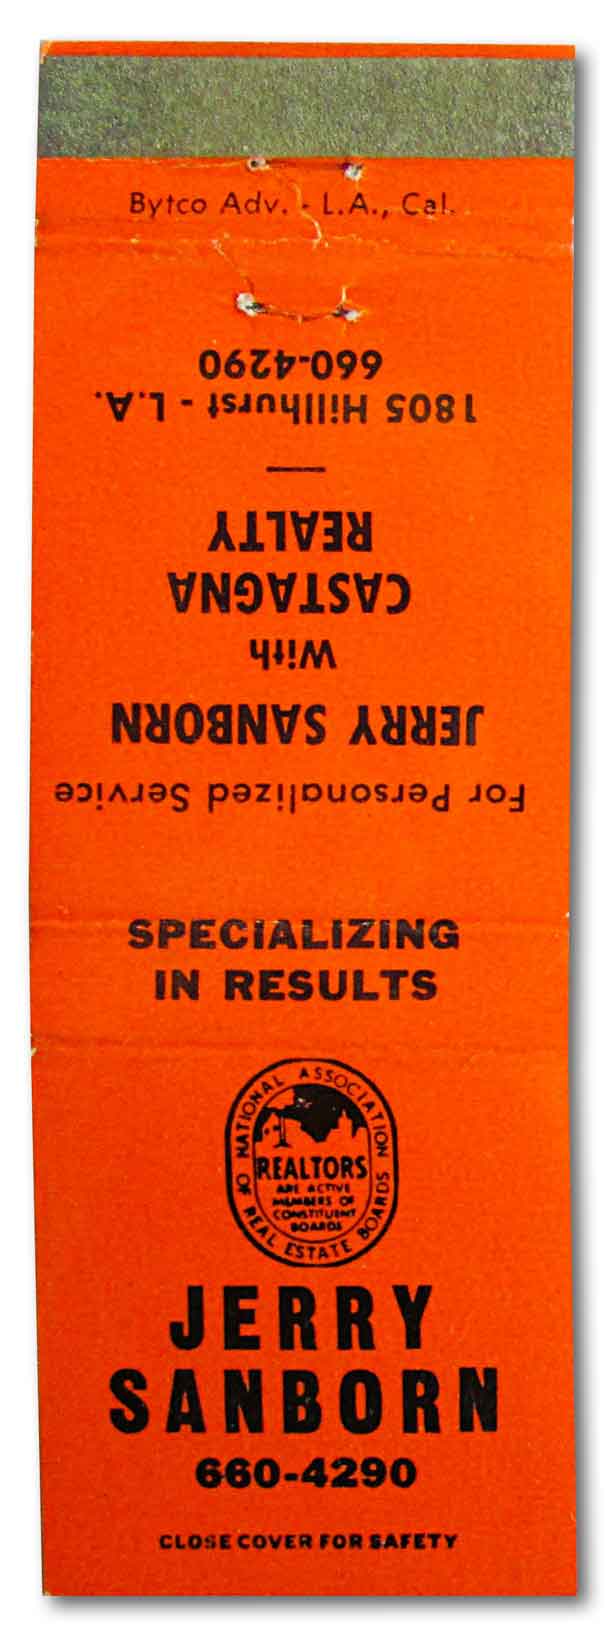 Bytco Adv. - L.A., Cal.
For Personalized Service
JERRY SANBORN
With
CASTAGNA
REALTY
1805 Hillhurst - L.A.
660-4290
SPECIALIZING
IN RESULTS
NATIONAL ASSOCIATION
OF REAL ESTATE BOARDS
REALTORS
ARE ACTIVE
MEMBERS OF
CONSTITUENT
BOARDS
JERRY
SANBORN
660-4290
CLOSE COVER FOR SAFETY